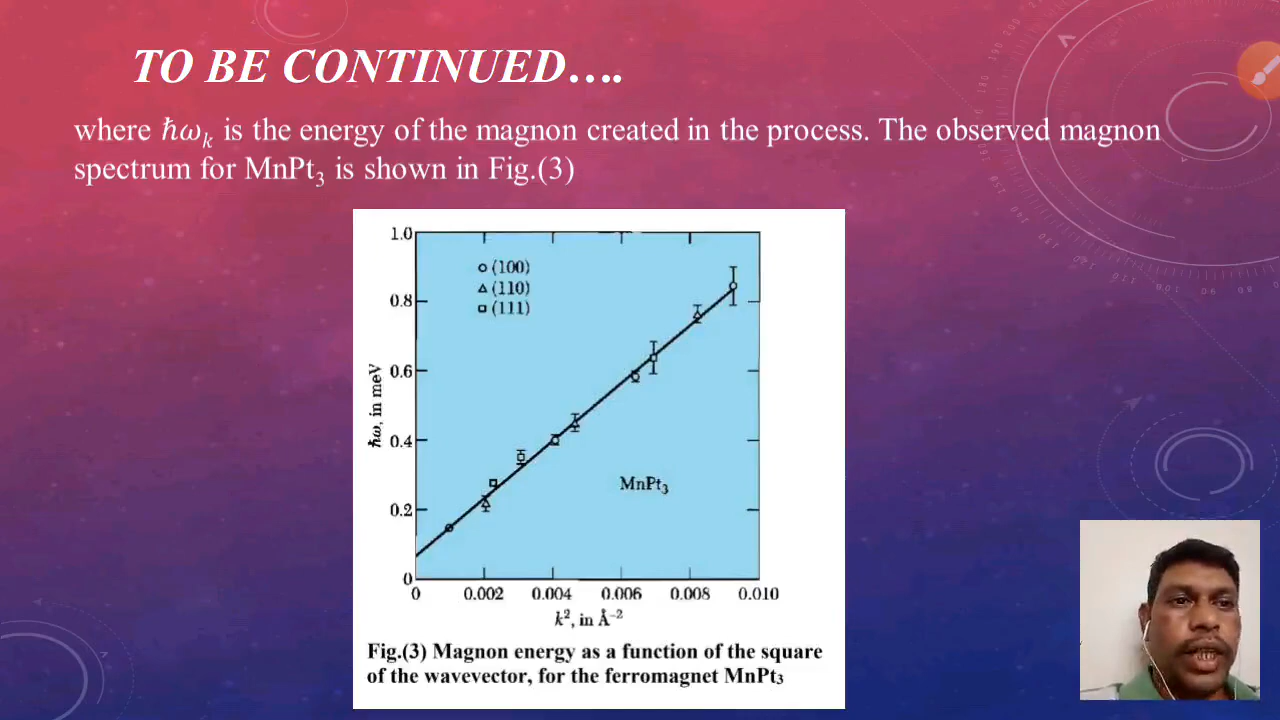 TO BE CONTINUED….
where ℏω_k is the energy of the magnon created in the process. The observed magnon
spectrum for MnPt₃ is shown in Fig.(3)
1.0
0.8
0.6
0.4
0.2
0
ℏω, in meV
(100)
(110)
(111)
MnPt₃
0 0.002 0.004 0.006 0.008 0.010
k², in Å⁻²
Fig.(3) Magnon energy as a function of the square
of the wavevector, for the ferromagnet MnPt₃